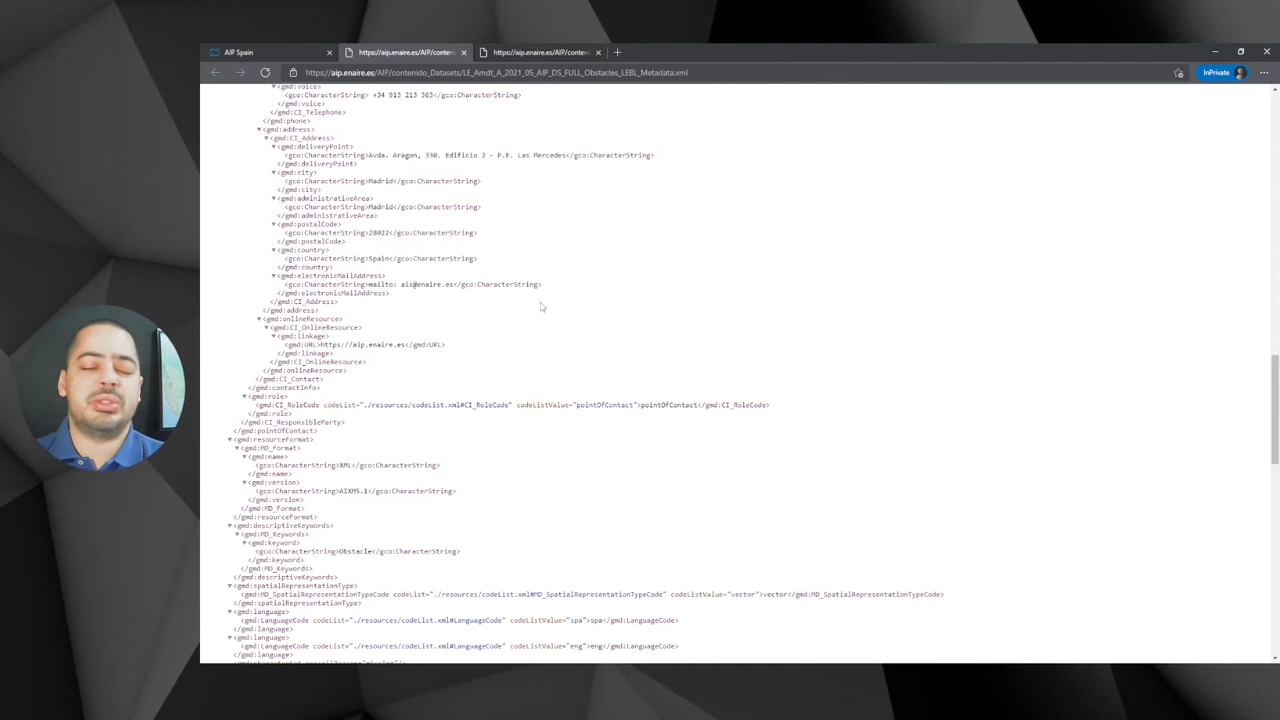 AIP Spain
https://aip.enaire.es/AIP/conteni
https://aip.enaire.es/AIP/conteni
https://aip.enaire.es/AIP/contenido_Datasets/LE_Amdt_A_2021_05_AIP_DS_FULL_Obstacles_LEBL_Metadata.xml
InPrivate
<gmd:voice>
<gco:CharacterString> +34 913 213 363</gco:CharacterString>
</gmd:voice>
</gmd:CI_Telephone>
</gmd:phone>
<gmd:address>
<gmd:CI_Address>
<gmd:deliveryPoint>
<gco:CharacterString>Avda. Aragon, 330. Edificio 2 - P.E. Las Mercedes</gco:CharacterString>
</gmd:deliveryPoint>
<gmd:city>
<gco:CharacterString>Madrid</gco:CharacterString>
</gmd:city>
<gmd:administrativeArea>
<gco:CharacterString>Madrid</gco:CharacterString>
</gmd:administrativeArea>
<gmd:postalCode>
<gco:CharacterString>28022</gco:CharacterString>
</gmd:postalCode>
<gmd:country>
<gco:CharacterString>Spain</gco:CharacterString>
</gmd:country>
<gmd:electronicMailAddress>
<gco:CharacterString>mailto: ais@enaire.es</gco:CharacterString>
</gmd:electronicMailAddress>
</gmd:CI_Address>
</gmd:address>
<gmd:onlineResource>
<gmd:CI_OnlineResource>
<gmd:linkage>
<gmd:URL>https://aip.enaire.es</gmd:URL>
</gmd:linkage>
</gmd:CI_OnlineResource>
</gmd:onlineResource>
</gmd:CI_Contact>
</gmd:contactInfo>
<gmd:role>
<gmd:CI_RoleCode codeList="./resources/codeList.xml#CI_RoleCode" codeListValue="pointOfContact">pointOfContact</gmd:CI_RoleCode>
</gmd:role>
</gmd:CI_ResponsibleParty>
</gmd:pointOfContact>
<gmd:resourceFormat>
<gmd:MD_Format>
<gmd:name>
<gco:CharacterString>XML</gco:CharacterString>
</gmd:name>
<gmd:version>
<gco:CharacterString>AIXM5.1</gco:CharacterString>
</gmd:version>
</gmd:MD_Format>
</gmd:resourceFormat>
<gmd:descriptiveKeywords>
<gmd:MD_Keywords>
<gmd:keyword>
<gco:CharacterString>Obstacle</gco:CharacterString>
</gmd:keyword>
</gmd:MD_Keywords>
</gmd:descriptiveKeywords>
<gmd:spatialRepresentationType>
<gmd:MD_SpatialRepresentationTypeCode codeList="./resources/codeList.xml#MD_SpatialRepresentationTypeCode" codeListValue="vector">vector</gmd:MD_SpatialRepresentationTypeCode>
</gmd:spatialRepresentationType>
<gmd:language>
<gmd:LanguageCode codeList="./resources/codeList.xml#LanguageCode" codeListValue="spa">spa</gmd:LanguageCode>
</gmd:language>
<gmd:language>
<gmd:LanguageCode codeList="./resources/codeList.xml#LanguageCode" codeListValue="eng">eng</gmd:LanguageCode>
</gmd:language>